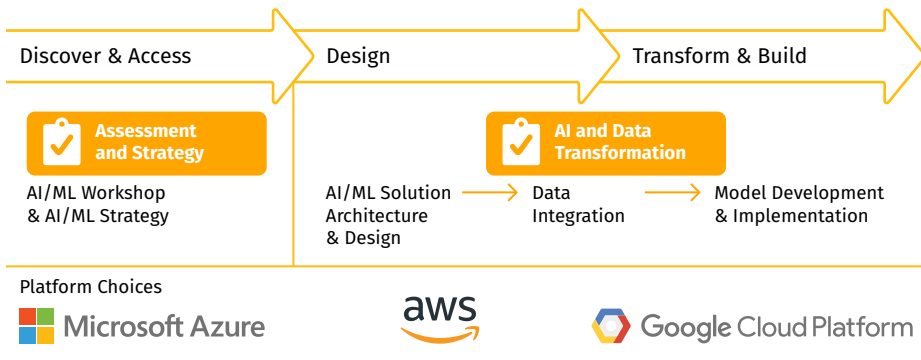 Discover & Access
Design
Transform & Build
Assessment
and Strategy
AI and Data
Transformation
AI/ML Workshop
& AI/ML Strategy
AI/ML Solution
Architecture
& Design
Data
Integration
Model Development
& Implementation
Platform Choices
Microsoft Azure
aws
Google Cloud Platform